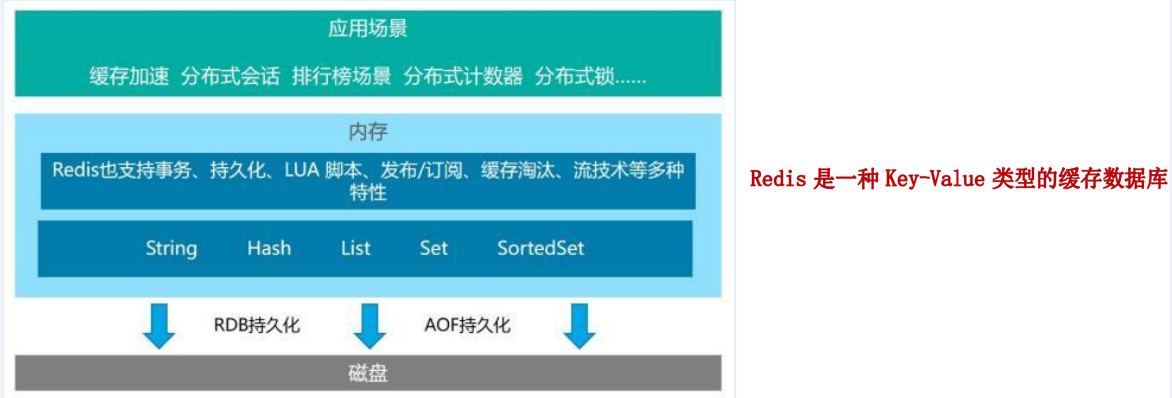 应用场景
缓存加速 分布式会话 排行榜场景 分布式计数器 分布式锁......
内存
Redis也支持事务、持久化、LUA 脚本、发布/订阅、缓存淘汰、流技术等多种
特性
Redis 是一种 Key-Value 类型的缓存数据库
String Hash List Set SortedSet
RDB持久化 AOF持久化
磁盘